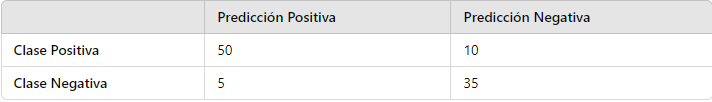 Predicción Positiva Predicción Negativa
Clase Positiva 50 10
Clase Negativa 5 35